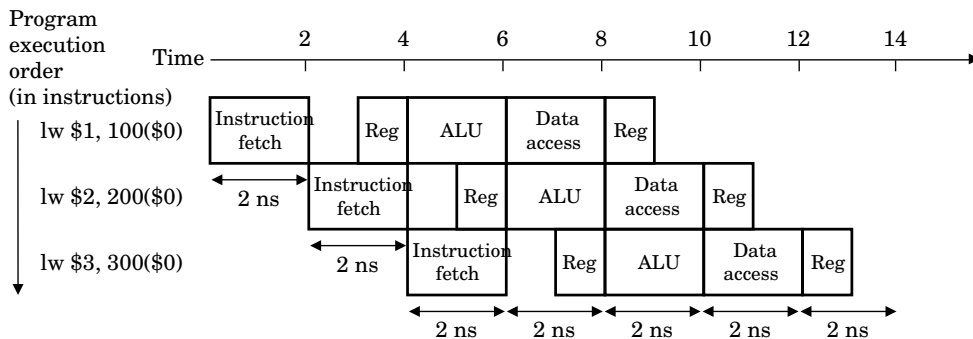 Program
execution
order
(in instructions)
Time
2 4 6 8 10 12 14
lw $1, 100($0)
Instruction
fetch
Reg
ALU
Data
access
Reg
2 ns
lw $2, 200($0)
Instruction
fetch
Reg
ALU
Data
access
Reg
2 ns
lw $3, 300($0)
Instruction
fetch
Reg
ALU
Data
access
Reg
2 ns 2 ns 2 ns 2 ns 2 ns